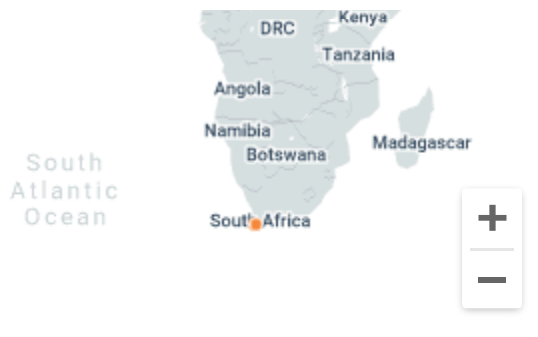 Kenya
DRC
Tanzania
Angola
Namibia
Madagascar
Botswana
South
Atlantic
Ocean
South Africa
+
−